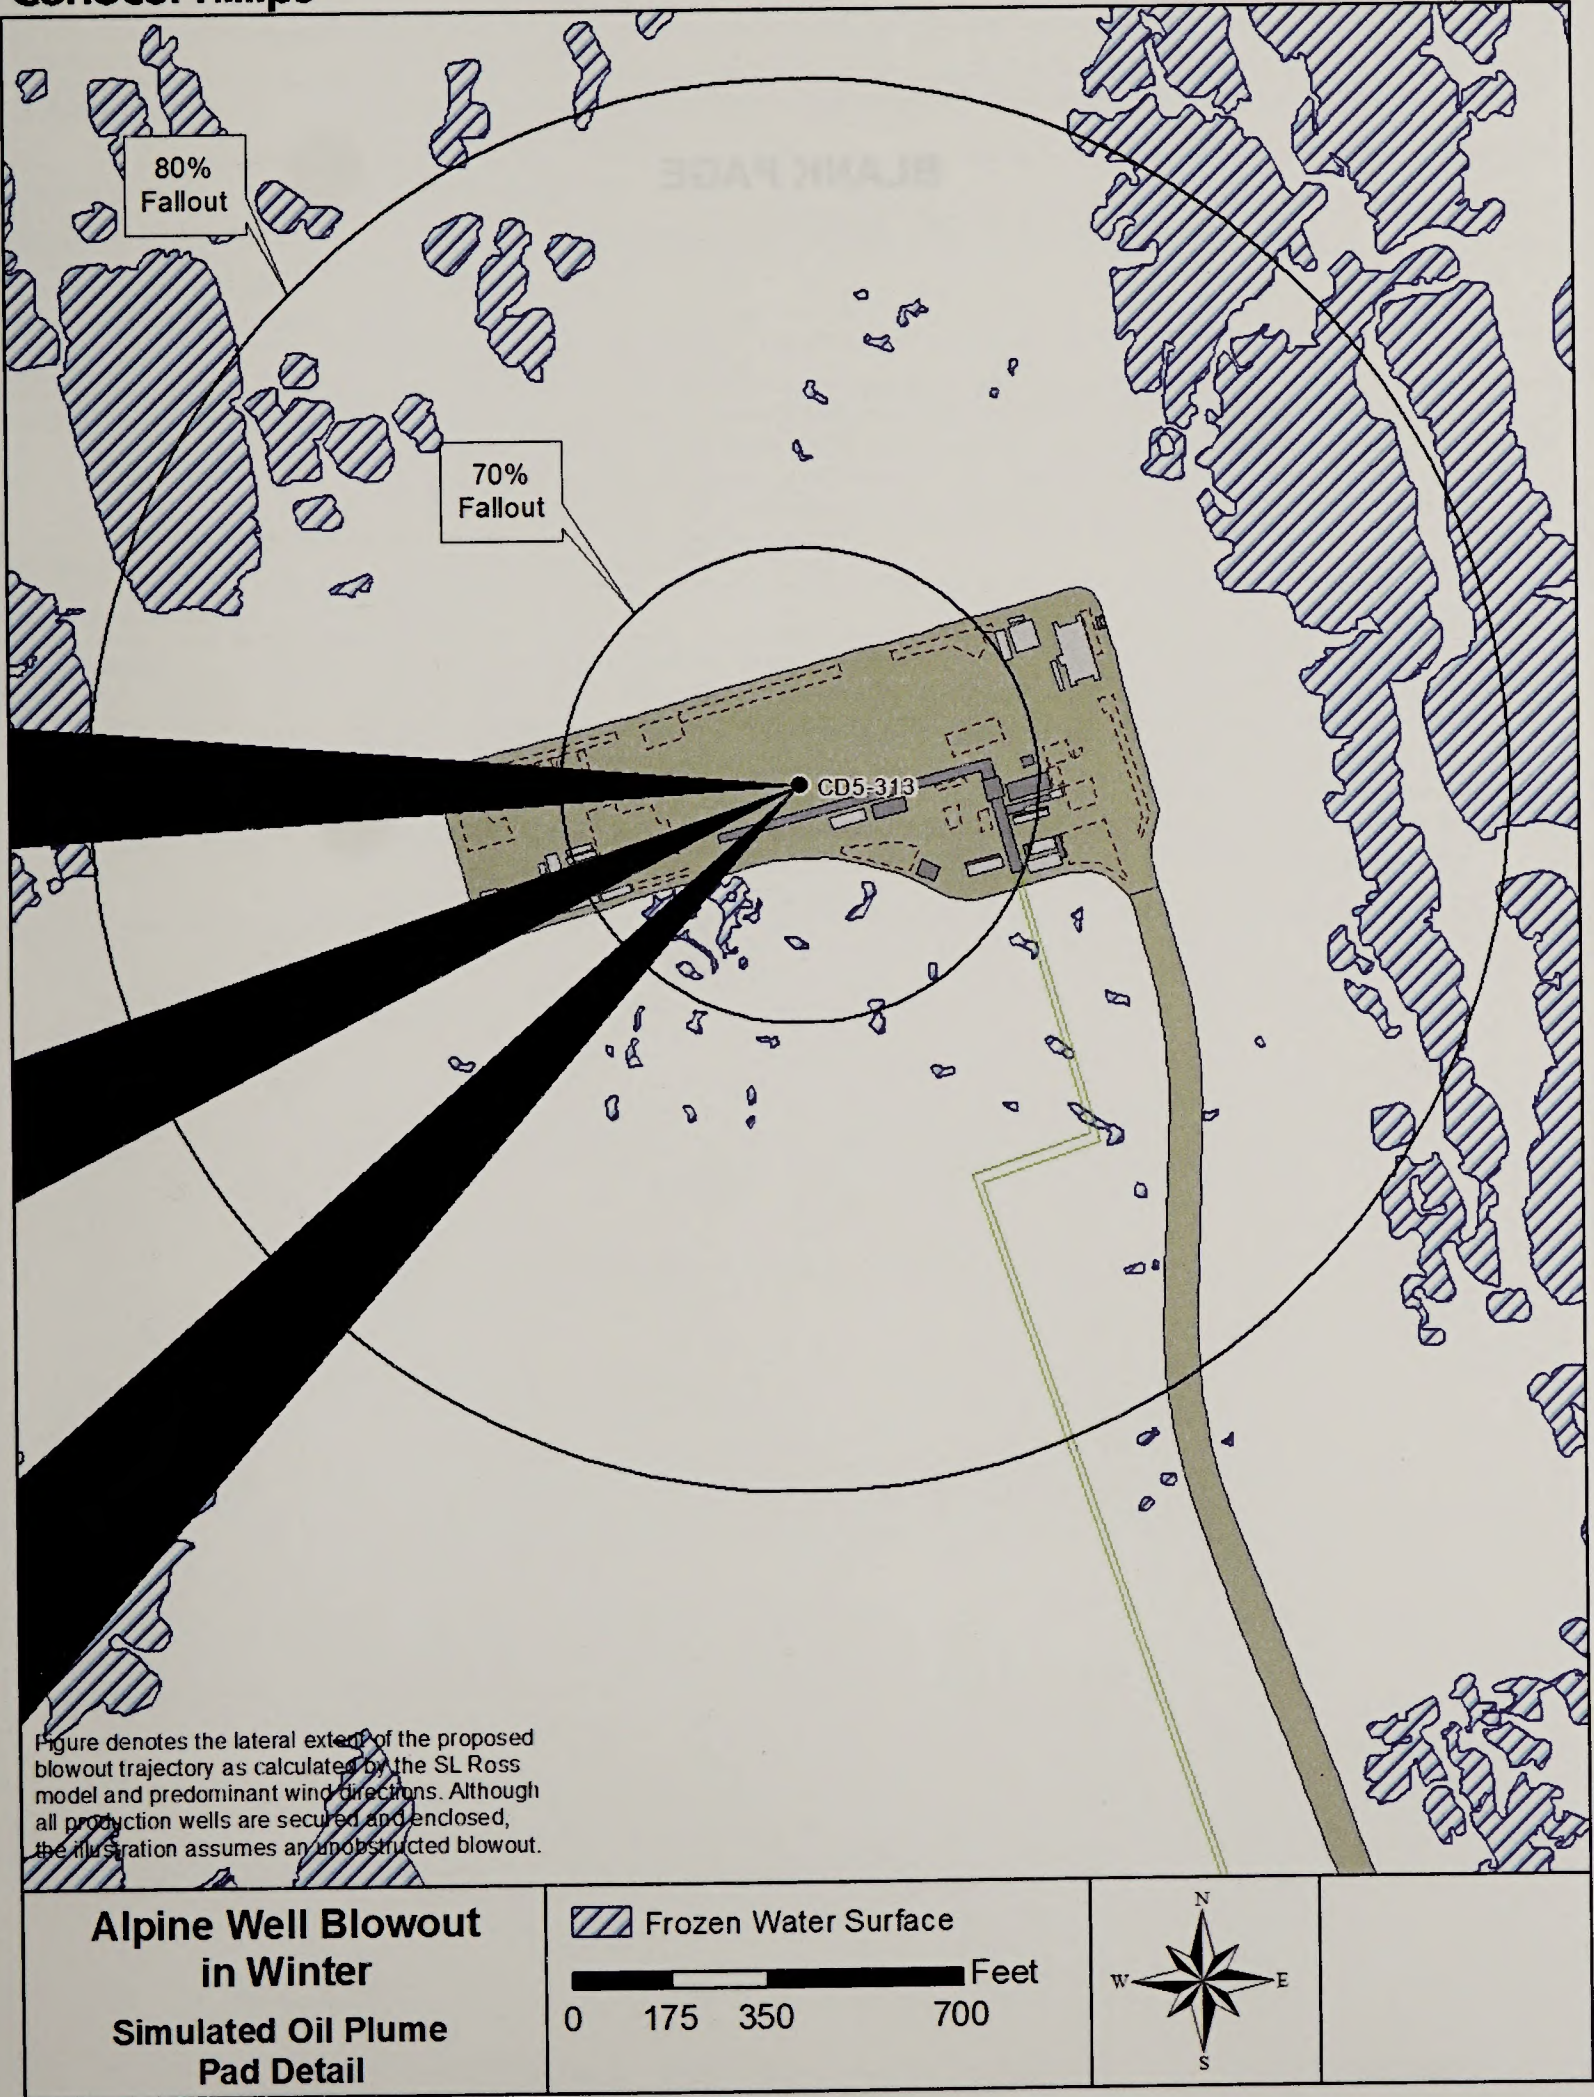 80%
Fallout
70%
Fallout
CD5-313
Figure denotes the lateral extent of the proposed
blowout trajectory as calculated by the SL Ross
model and predominant wind directions. Although
all production wells are secured and enclosed,
the illustration assumes an unobstructed blowout.
Alpine Well Blowout
in Winter
Simulated Oil Plume
Pad Detail
Frozen Water Surface
Feet
0 175 350 700
N
W E
S